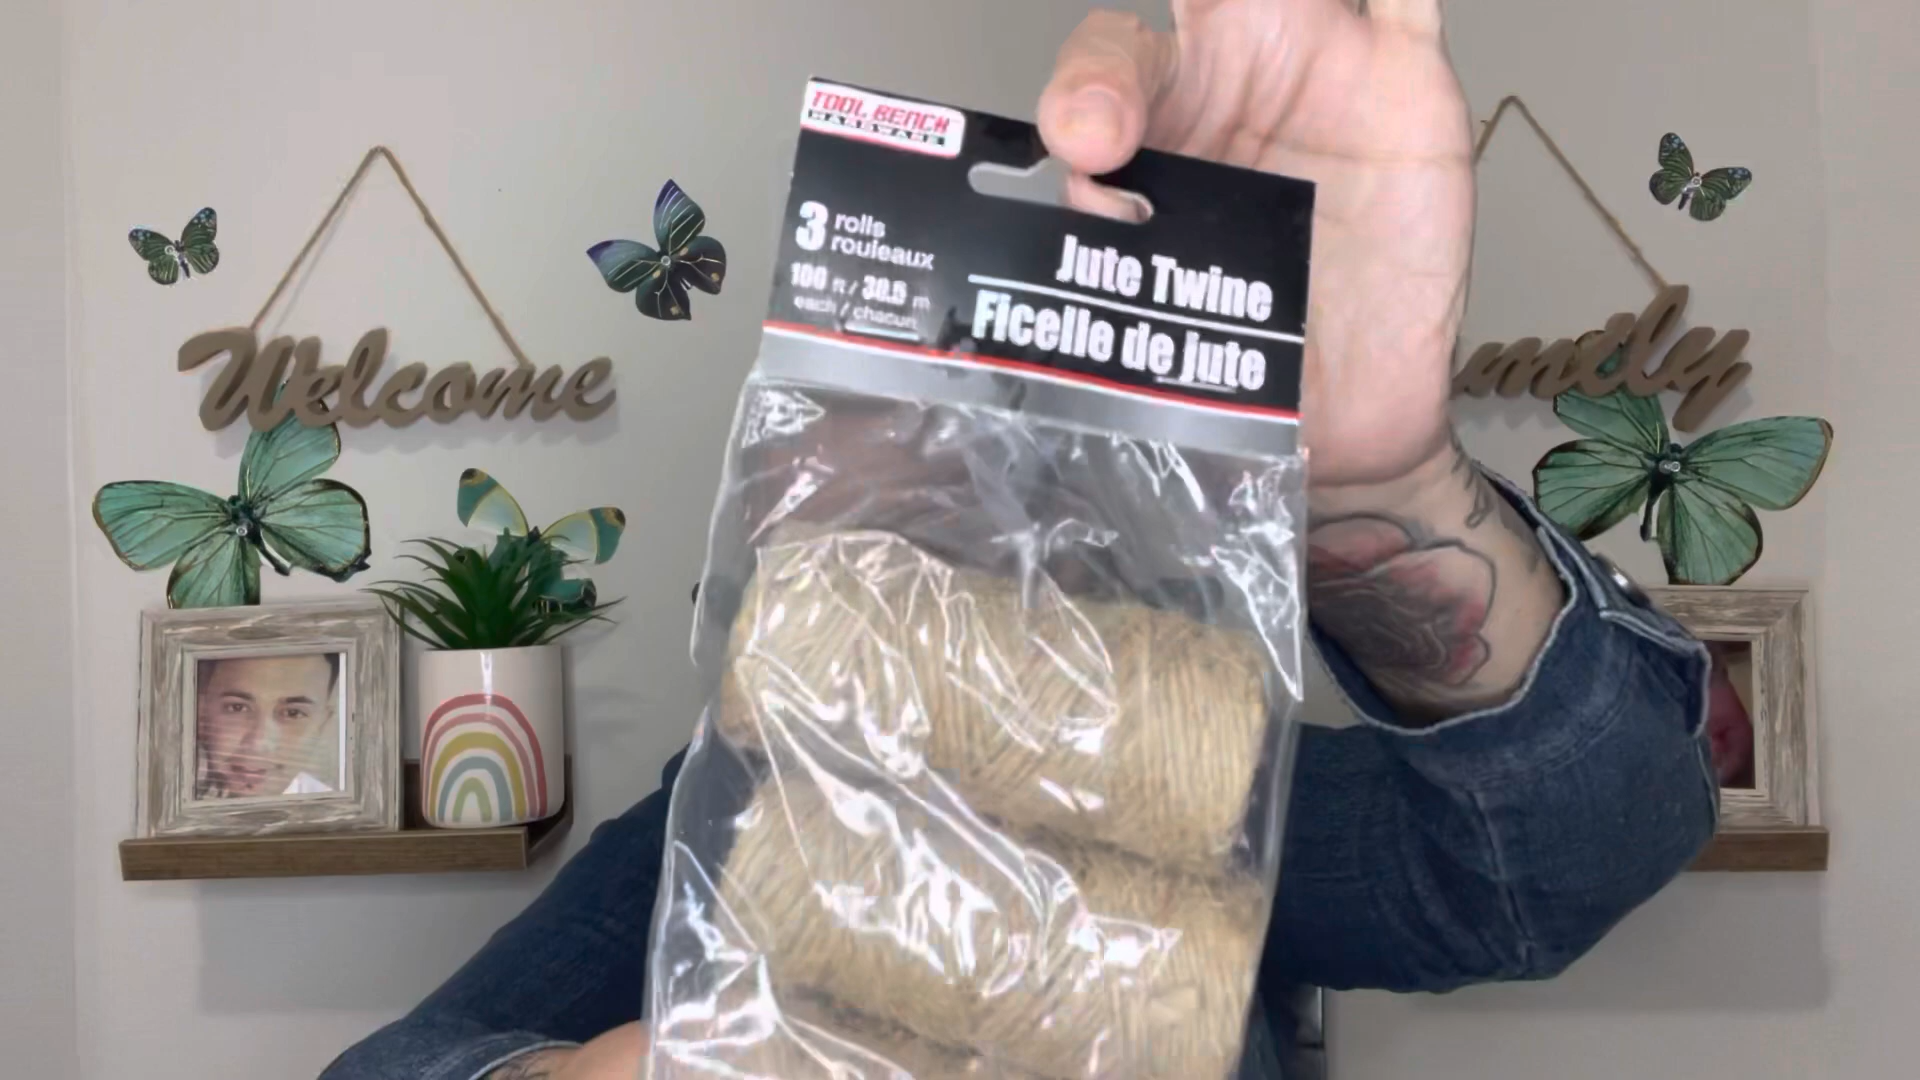 Welcome
TOOL BENCH
HARDWARE
3 rolls
rouleaux
100 ft / 30.5 m
each / chacun
Jute Twine
Ficelle de jute
mily